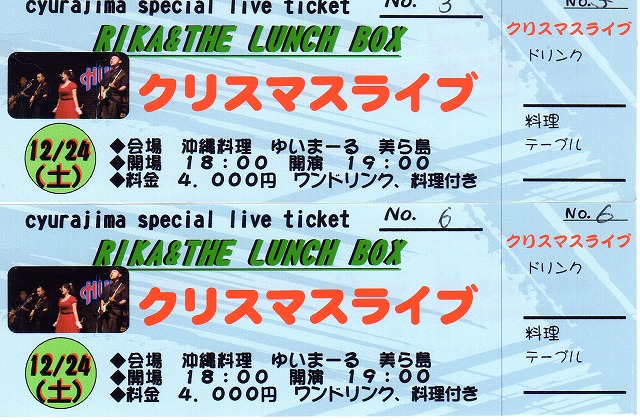 cyurajima special live ticket
No. 3
RIKA&THE LUNCH BOX
クリスマスライブ
12/24
(土)
◆会場 沖縄料理 ゆいまーる 美ら島
◆開場 18:00 開演 19:00
◆料金 4.000円 ワンドリンク、料理付き
クリスマスライブ
ドリンク
料理
テーブル
cyurajima special live ticket
No. 6
RIKA&THE LUNCH BOX
クリスマスライブ
12/24
(土)
◆会場 沖縄料理 ゆいまーる 美ら島
◆開場 18:00 開演 19:00
◆料金 4.000円 ワンドリンク、料理付き
No. 6
クリスマスライブ
ドリンク
料理
テーブル